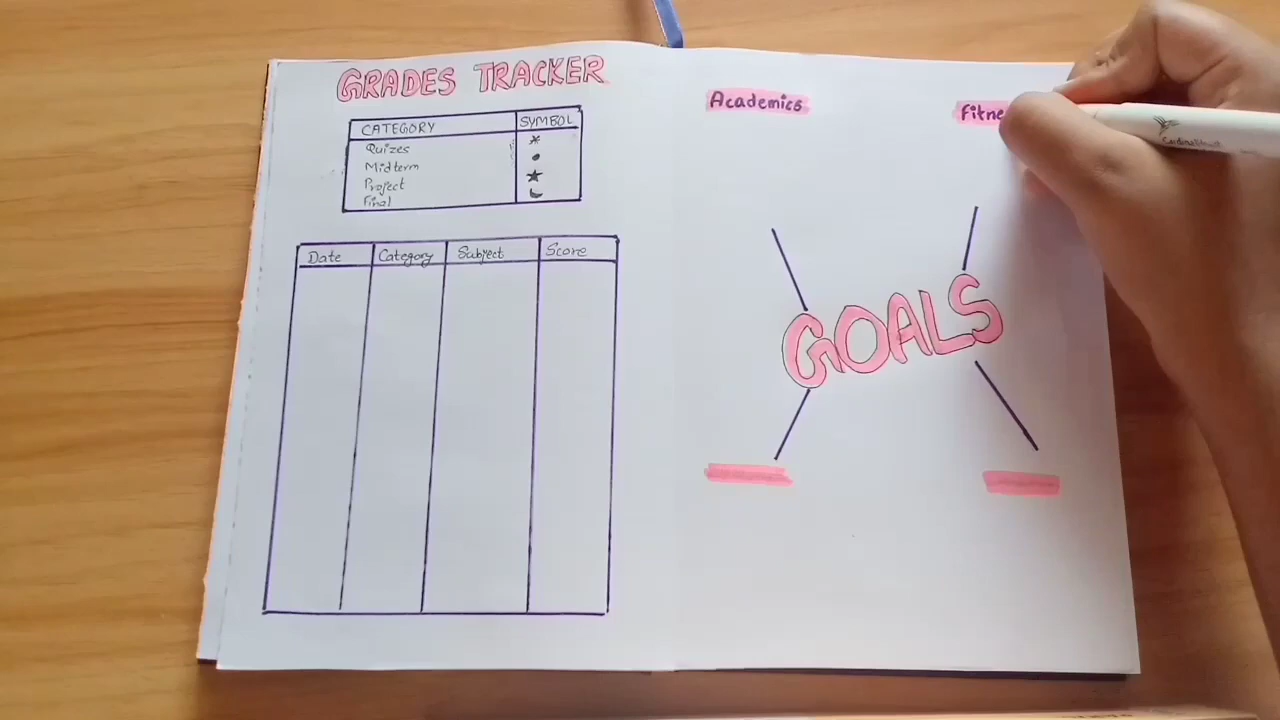 GRADES TRACKER
CATEGORY SYMBOL
Quizes
Midterm
Project
Final
Date Category Subject Score
Academics
GOALS